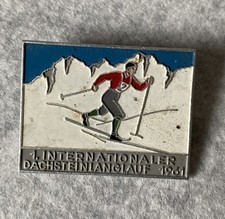 1. INTERNATIONALER
DACHSTEINLANGLAUF 1961